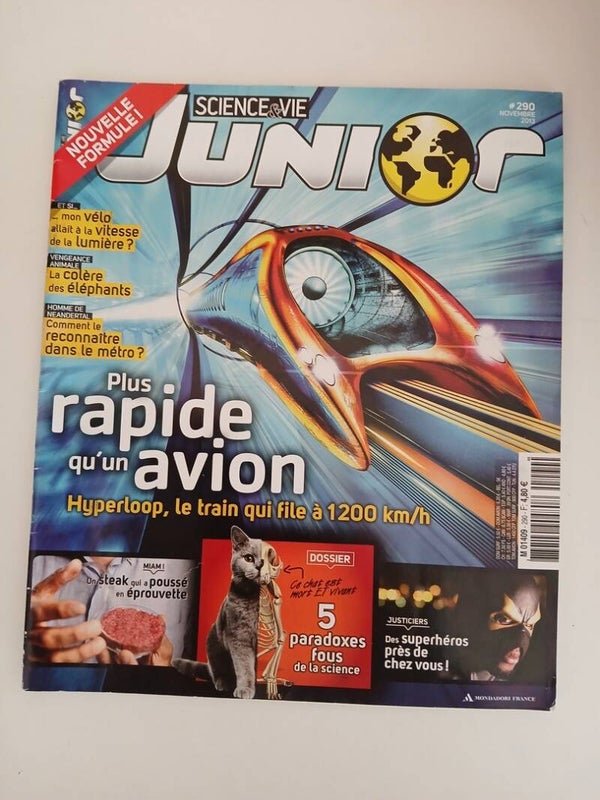 NOUVELLE
FORMULE !
SCIENCE & VIE
JUNIOR
# 290
NOVEMBRE
2013
ET SI...
... mon vélo
allait à la vitesse
de la lumière ?
VENGEANCE
ANIMALE
La colère
des éléphants
HOMME DE
NEANDERTAL
Comment le
reconnaître
dans le métro ?
Plus
rapide
qu'un avion
Hyperloop, le train qui file à 1200 km/h
M 01409 - 290 - F: 4,80 €
MIAM !
Un steak qui a poussé
en éprouvette
DOSSIER
Ce chat est
mort ET vivant
5
paradoxes
fous
de la science
JUSTICIERS
Des superhéros
près de
chez vous !
MONDADORI FRANCE